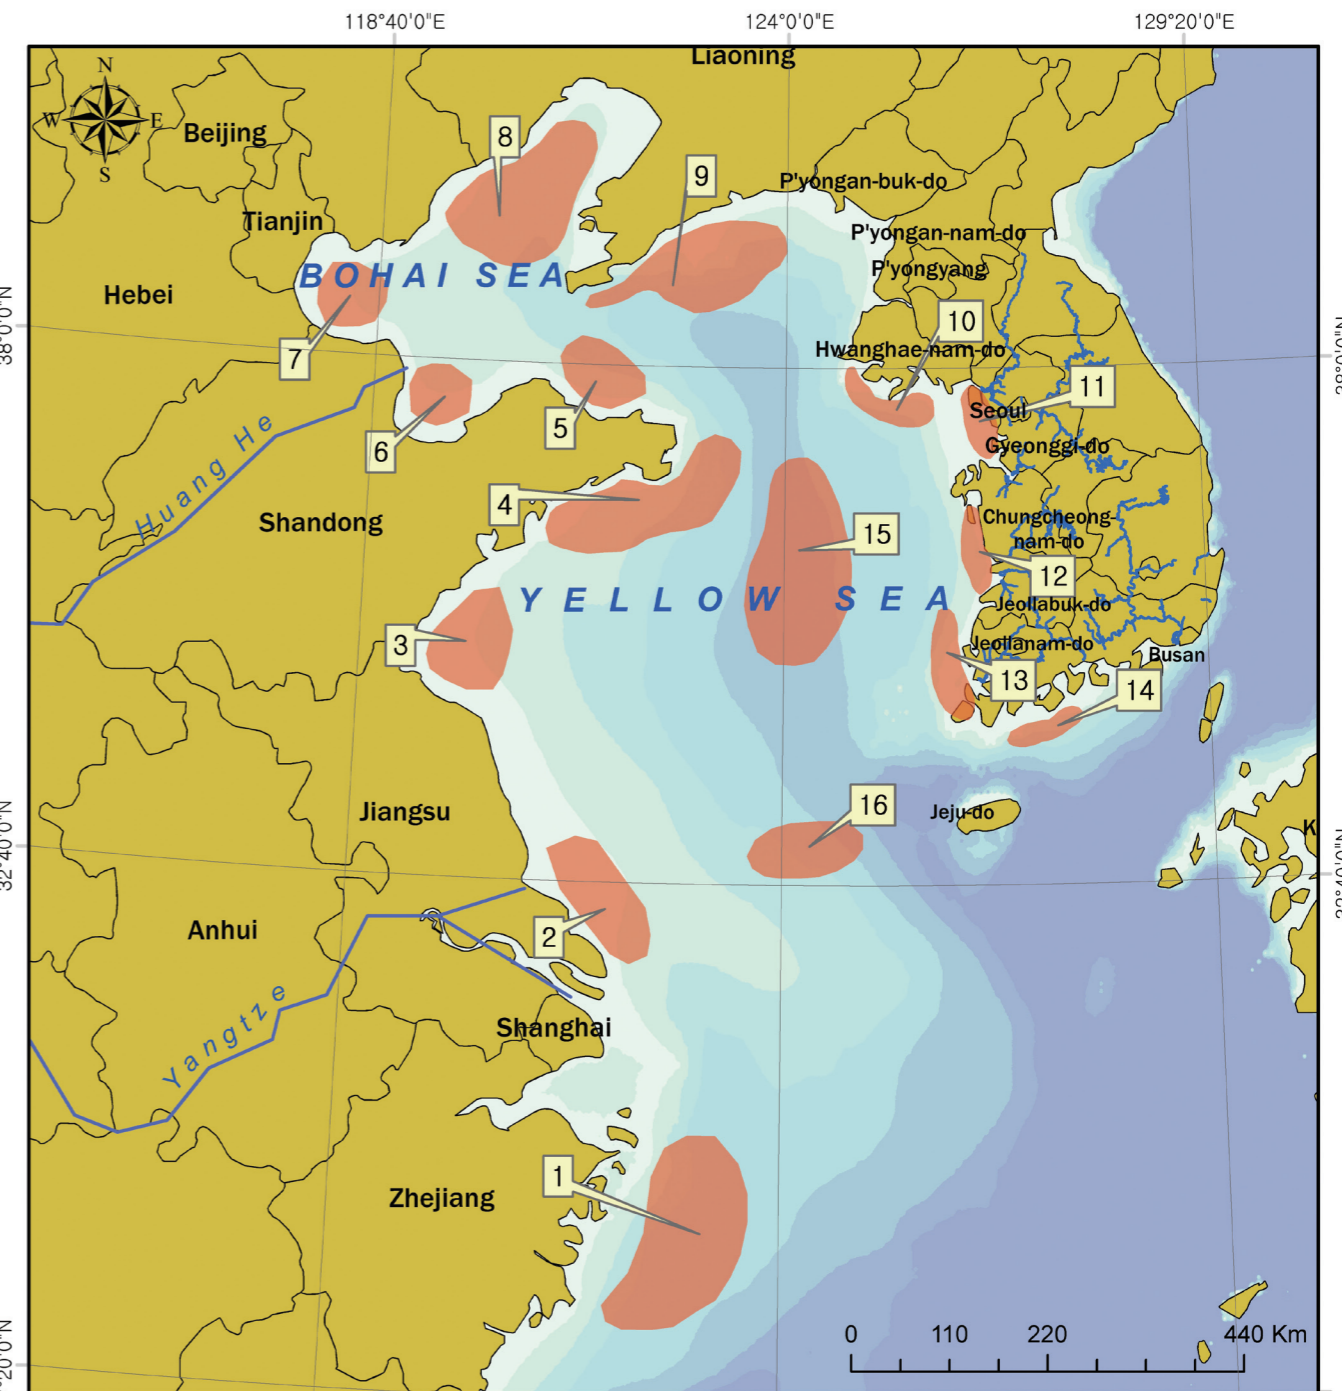 118°40'0"E 124°0'0"E 129°20'0"E
Liaoning
N
W E
S
Beijing
8
9
P'yongan-buk-do
Tianjin
P'yongan-nam-do
P'yongyang
BOHAI SEA
Hebei
38°0'0"N
10
Hwanghae-nam-do
7
11
Seoul
5
6
Gyeonggi-do
Huang He
4
Shandong
Chungcheong-
nam-do
15
12
YELLOW SEA
Jeollabuk-do
3
Jeollanam-do
Busan
13
14
16
Jiangsu
Jeju-do
K
32°40'0"N
Anhui
2
Yangtze
Shanghai
1
Zhejiang
0 110 220 440 Km